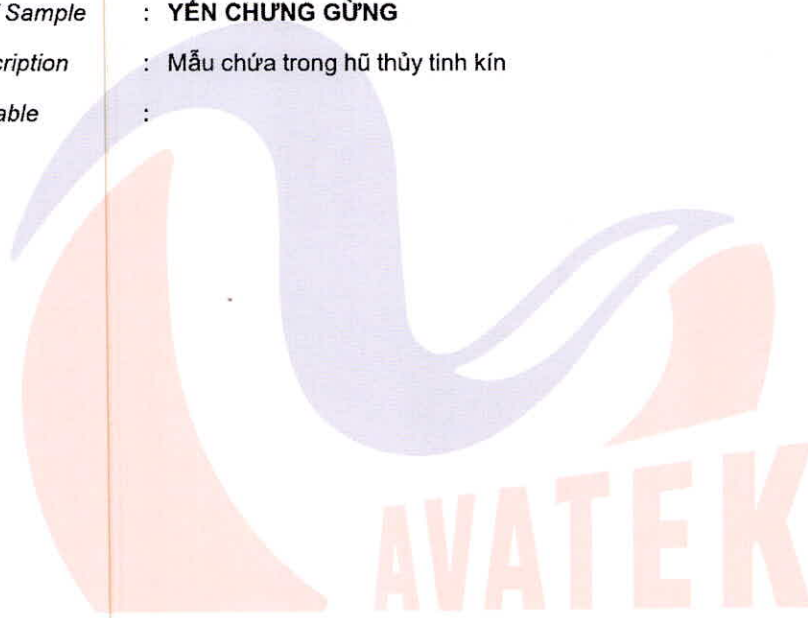 Sample : YẾN CHƯNG GỪNG
cription : Mẫu chứa trong hũ thủy tinh kín
able :
AVATEK